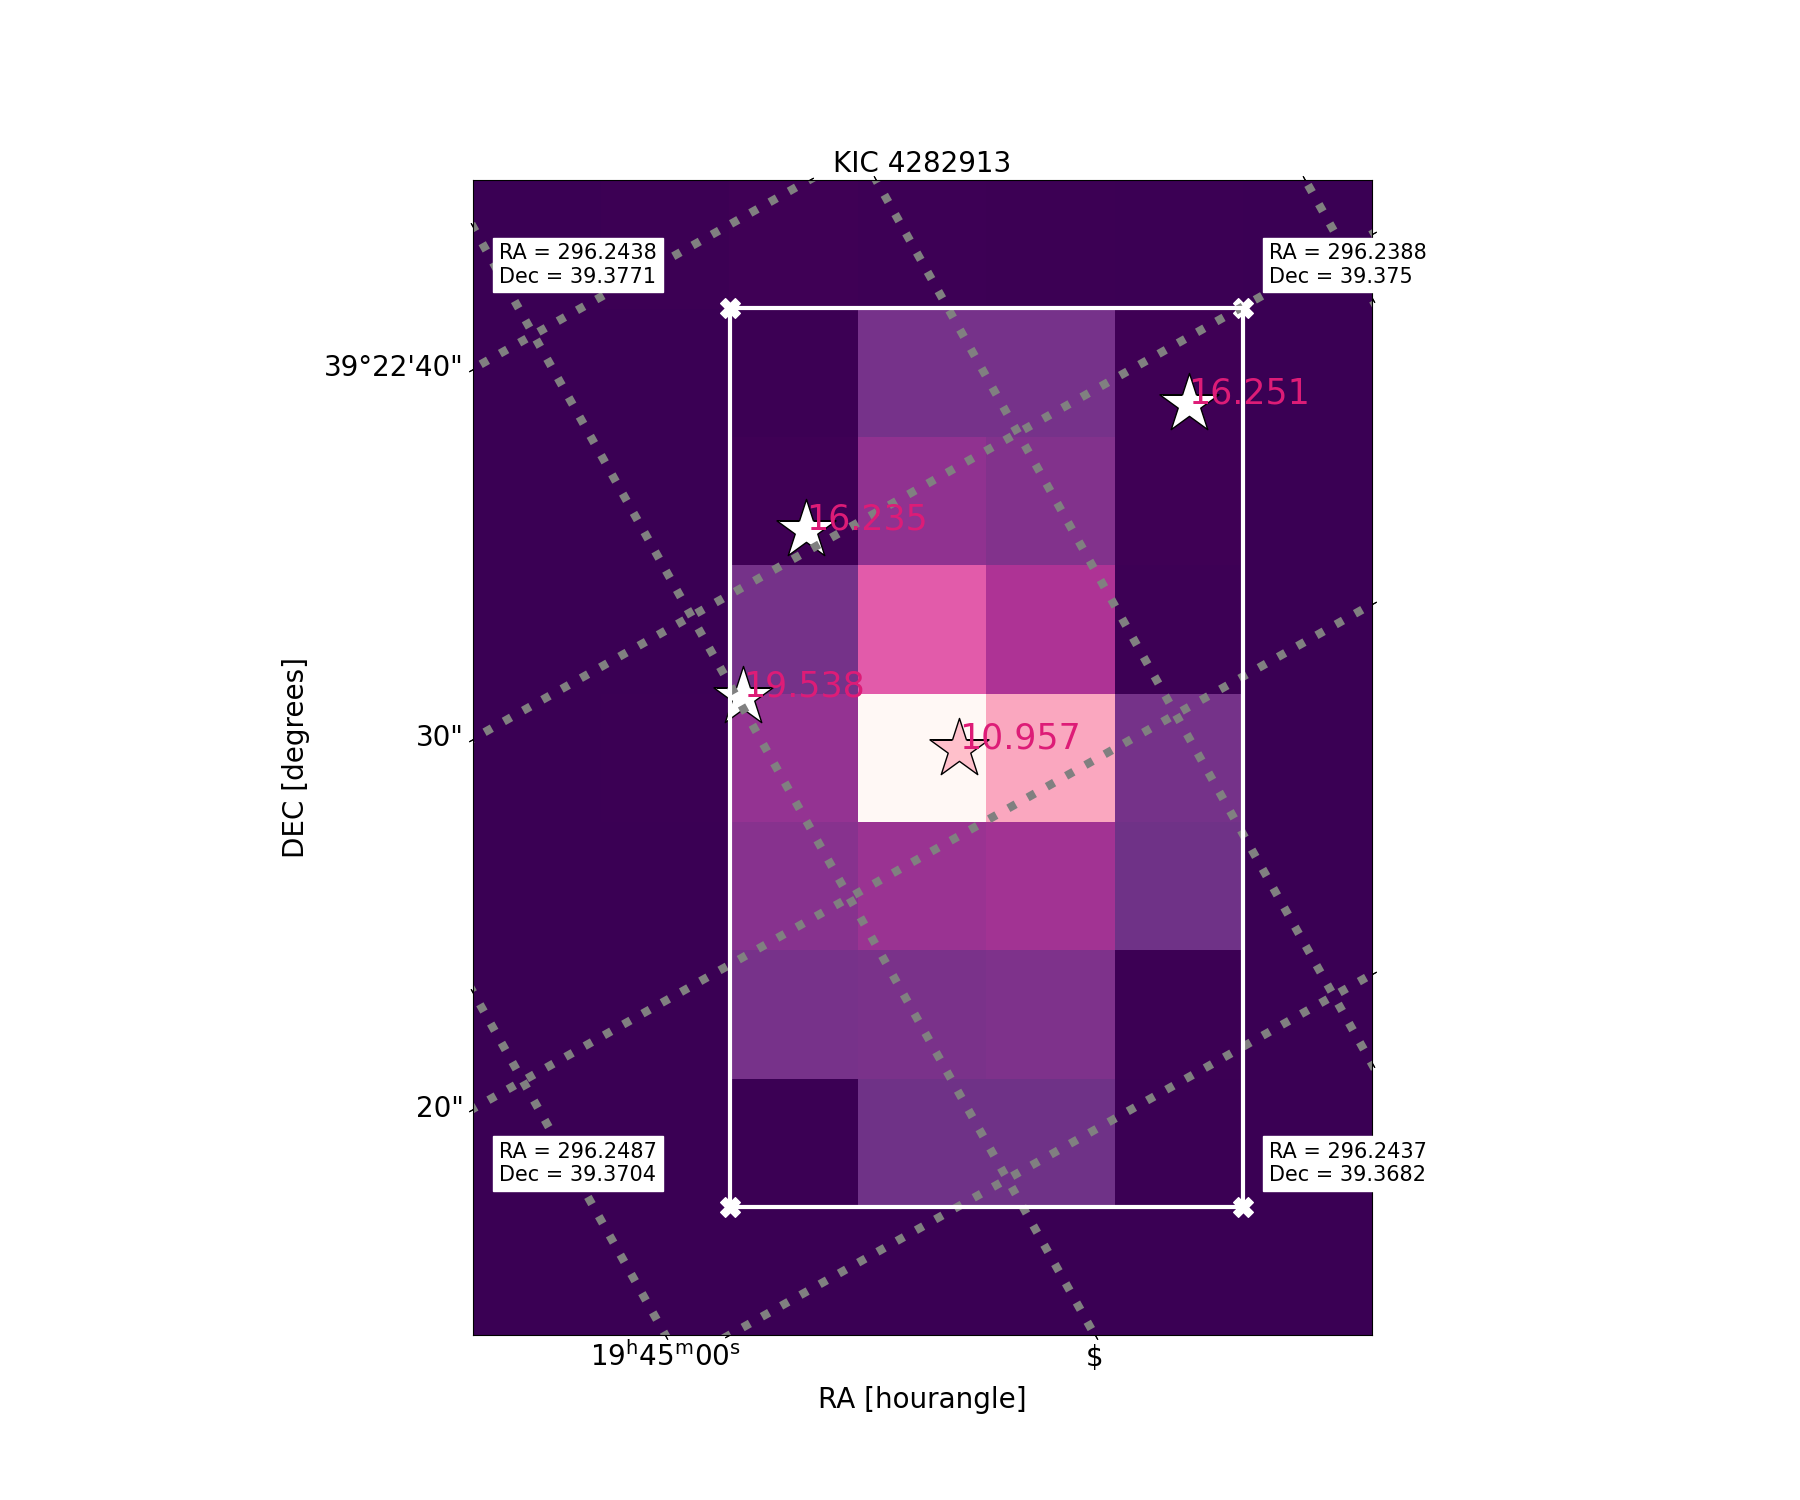 KIC 4282913
RA = 296.2438
Dec = 39.3771
RA = 296.2388
Dec = 39.375
39°22'40"
16.251
16.235
19.538
30"
10.957
DEC [degrees]
20"
RA = 296.2487
Dec = 39.3704
RA = 296.2437
Dec = 39.3682
19ʰ45ᵐ00ˢ
$
RA [hourangle]